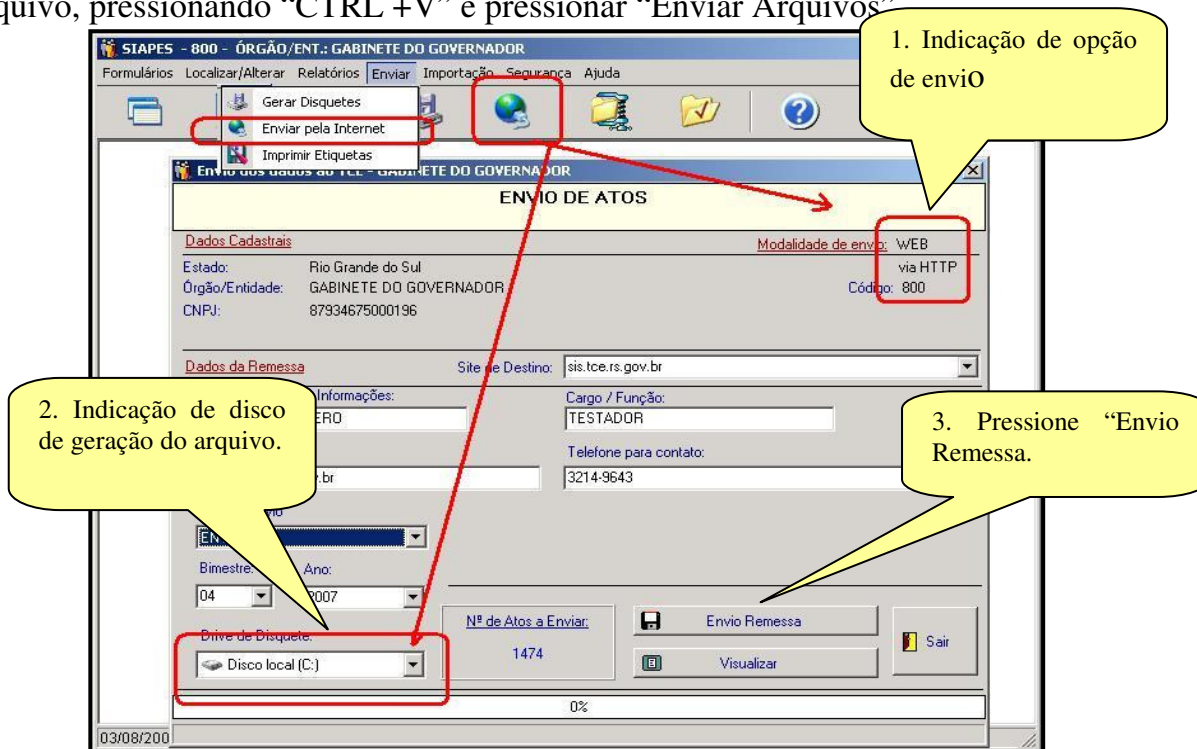 quivo, pressionando “CTRL +V” e pressionar “Enviar Arquivos”
SIAPES - 800 - ÓRGÃO/ENT.: GABINETE DO GOVERNADOR
Formulários Localizar/Alterar Relatórios Enviar Importação Segurança Ajuda
Gerar Disquetes
Enviar pela Internet
Imprimir Etiquetas
1. Indicação de opção
de enviO
Envio dos dados ao TCE - GABINETE DO GOVERNADOR
ENVIO DE ATOS
Dados Cadastrais
Modalidade de envio: WEB
via HTTP
Estado: Rio Grande do Sul
Órgão/Entidade: GABINETE DO GOVERNADOR
Código: 800
CNPJ: 87934675000196
Dados da Remessa
Site de Destino: sis.tce.rs.gov.br
Informações:
Cargo / Função:
TESTADOR
2. Indicação de disco
de geração do arquivo.
3. Pressione “Envio
Remessa.
Telefone para contato:
3214-9643
Bimestre: Ano:
04 2007
Drive de Disquete:
Disco local (C:)
Nº de Atos a Enviar:
1474
Envio Remessa
Visualizar
Sair
0%
03/08/200